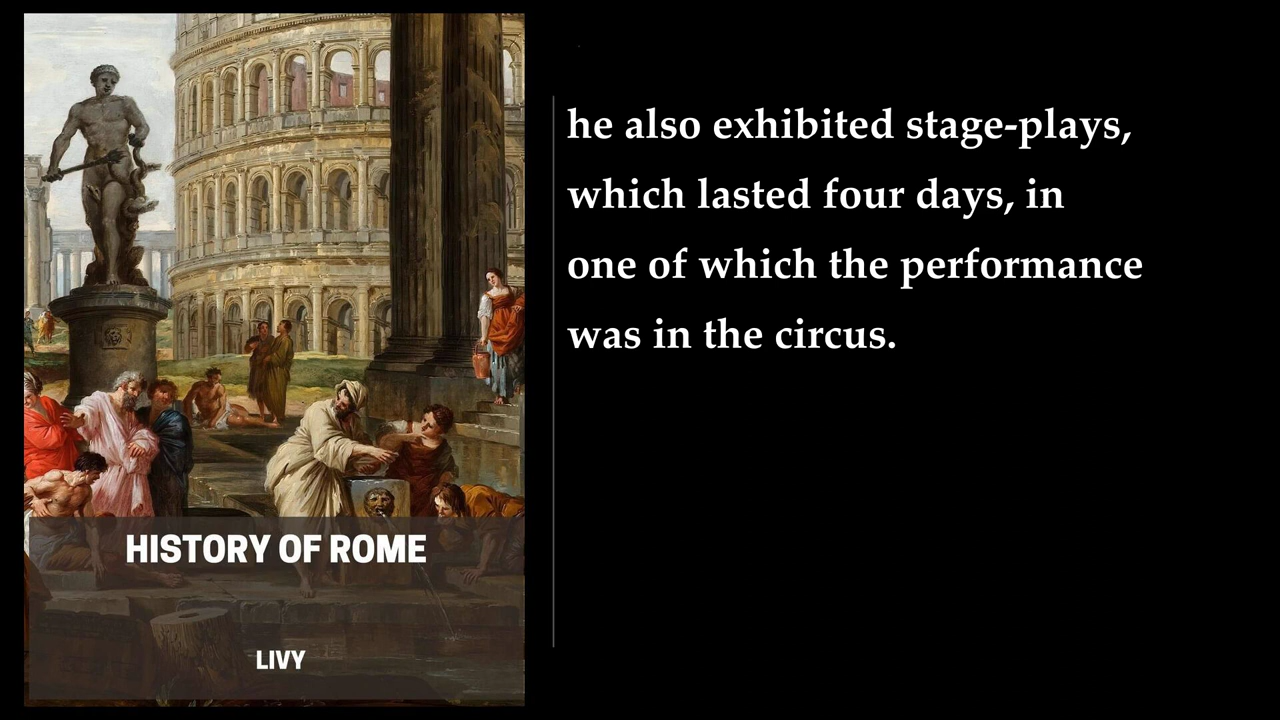 HISTORY OF ROME
LIVY
he also exhibited stage-plays,
which lasted four days, in
one of which the performance
was in the circus.